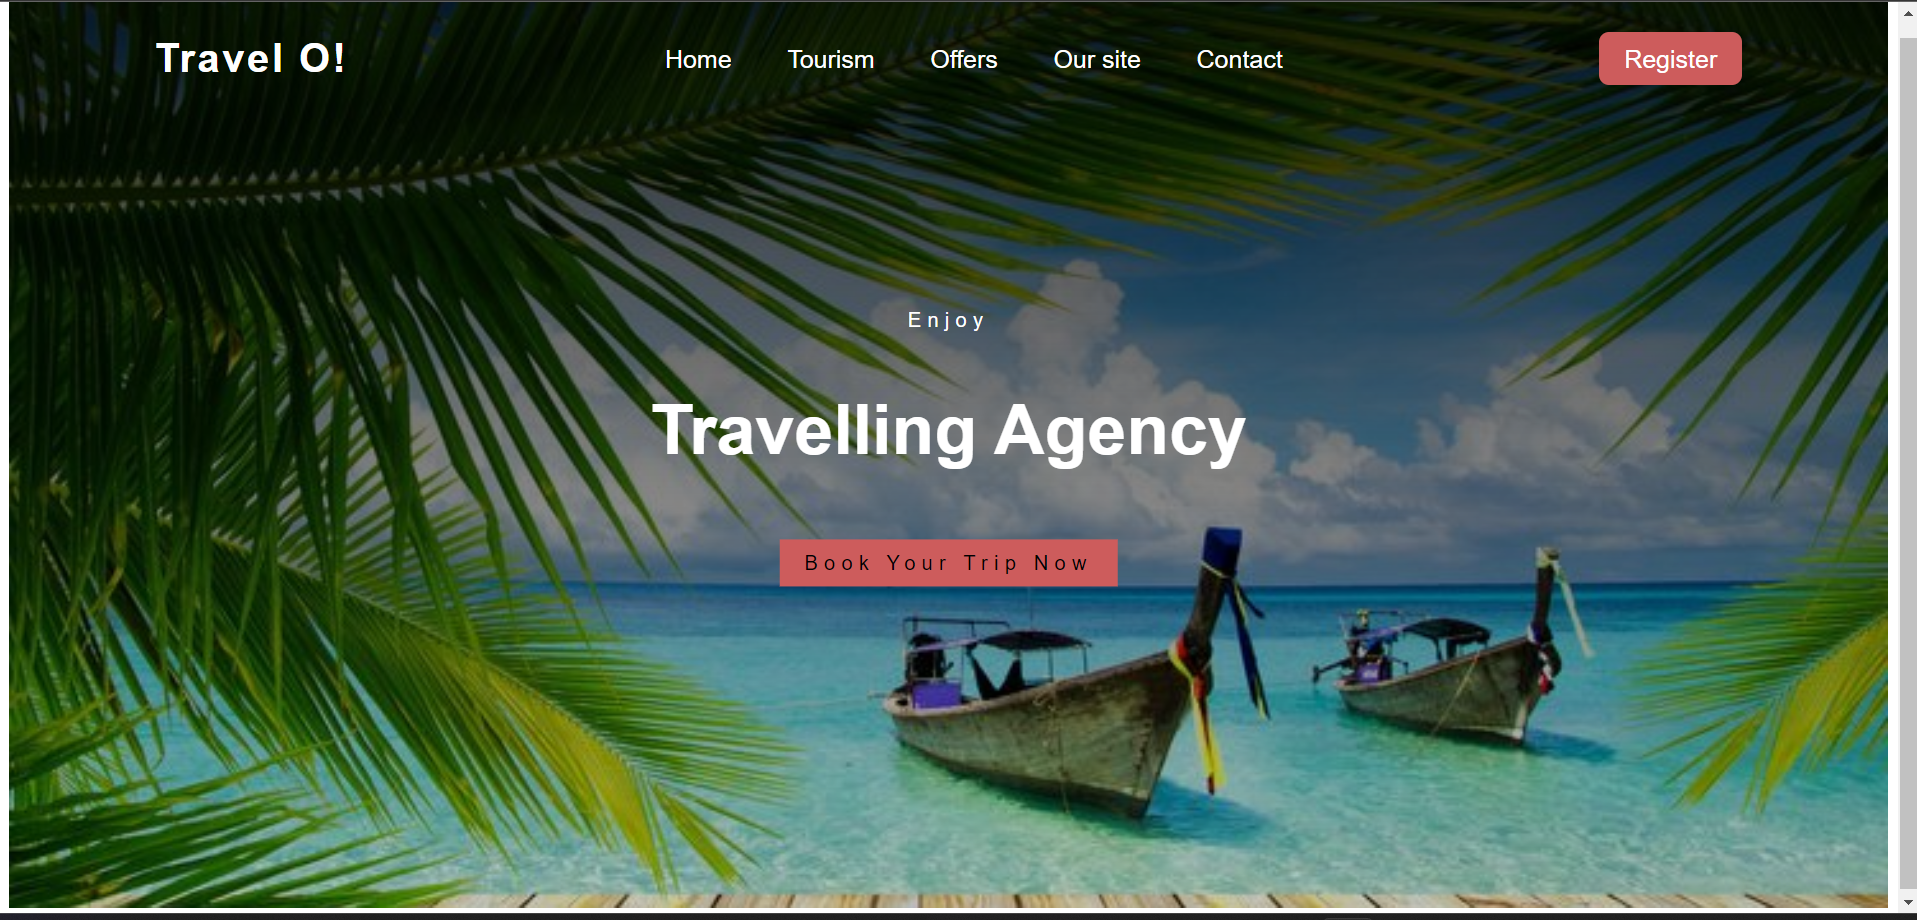 Travel O!
Home Tourism Offers Our site Contact
Register
Enjoy
Travelling Agency
Book Your Trip Now